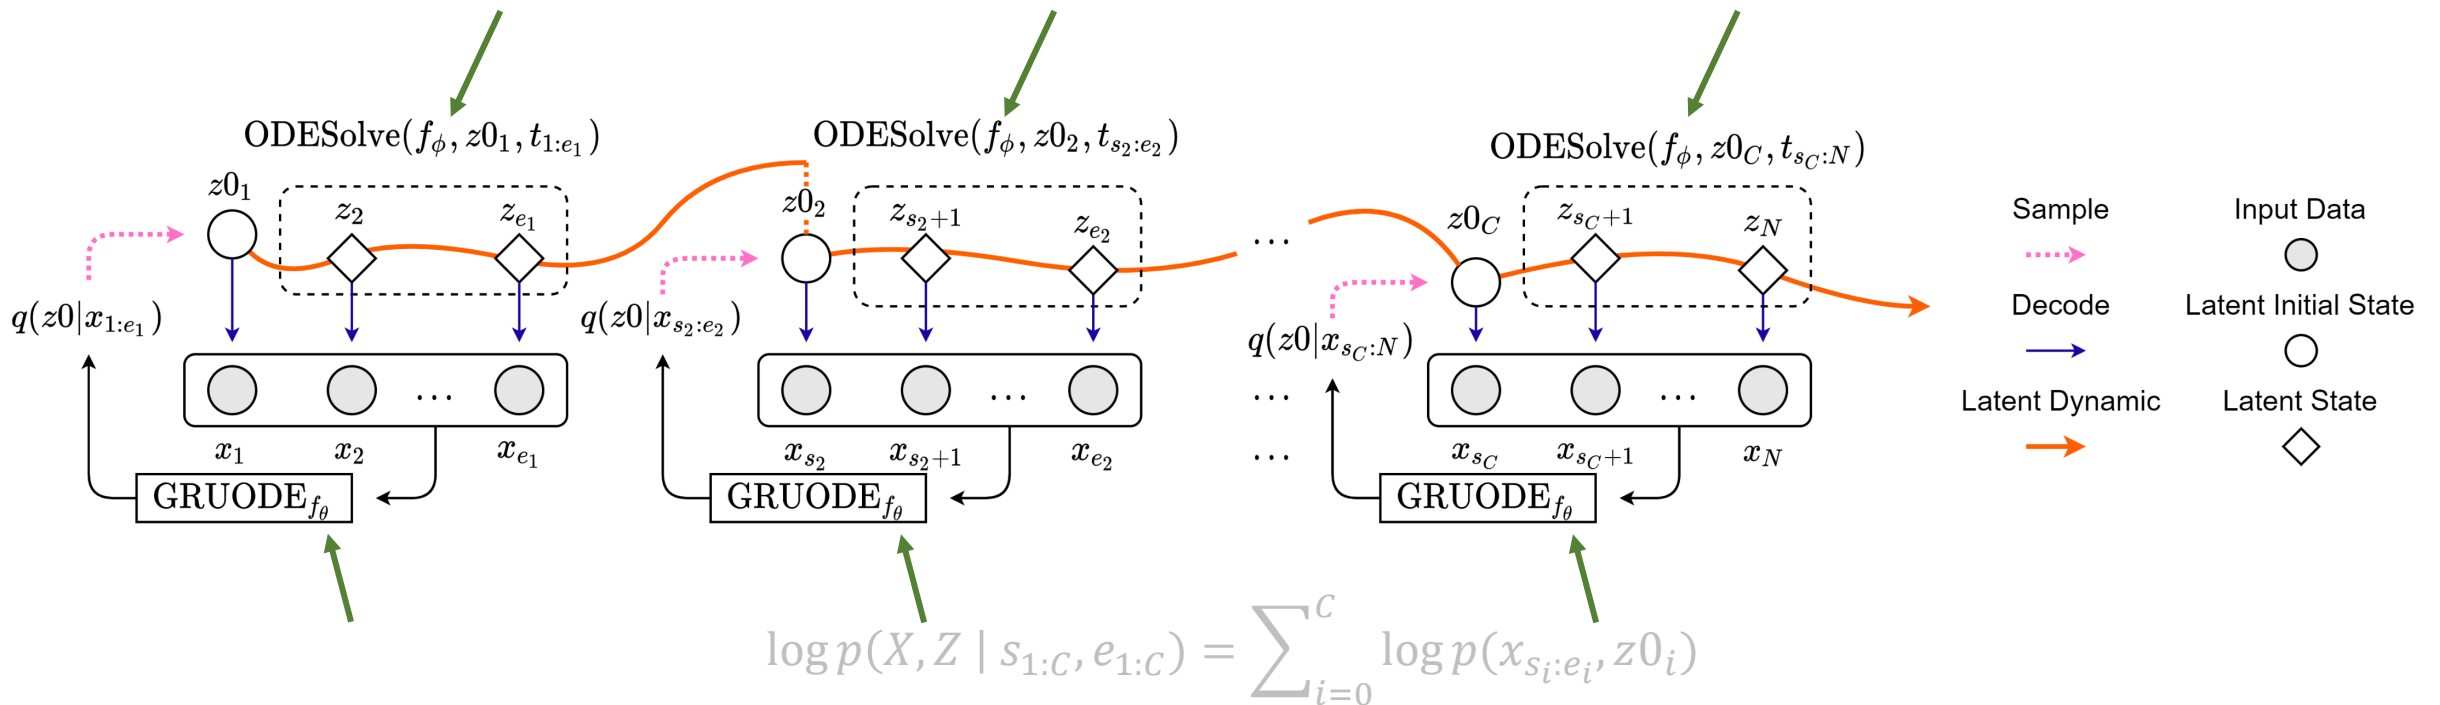 ODESolve(f_ϕ, z0_1, t_{1:e_1})
ODESolve(f_ϕ, z0_2, t_{s_2:e_2})
ODESolve(f_ϕ, z0_C, t_{s_C:N})
z0_1
z_2
z_{e_1}
z0_2
z_{s_2+1}
z_{e_2}
...
z0_C
z_{s_C+1}
z_N
Sample
Input Data
q(z0|x_{1:e_1})
q(z0|x_{s_2:e_2})
q(z0|x_{s_C:N})
Decode
Latent Initial State
...
...
...
...
Latent Dynamic
Latent State
x_1
x_2
x_{e_1}
x_{s_2}
x_{s_2+1}
x_{e_2}
...
x_{s_C}
x_{s_C+1}
x_N
GRUODE_{f_θ}
GRUODE_{f_θ}
GRUODE_{f_θ}
log p(X, Z | s_{1:C}, e_{1:C}) = ∑_{i=0}^{C} log p(x_{s_i:e_i}, z0_i)